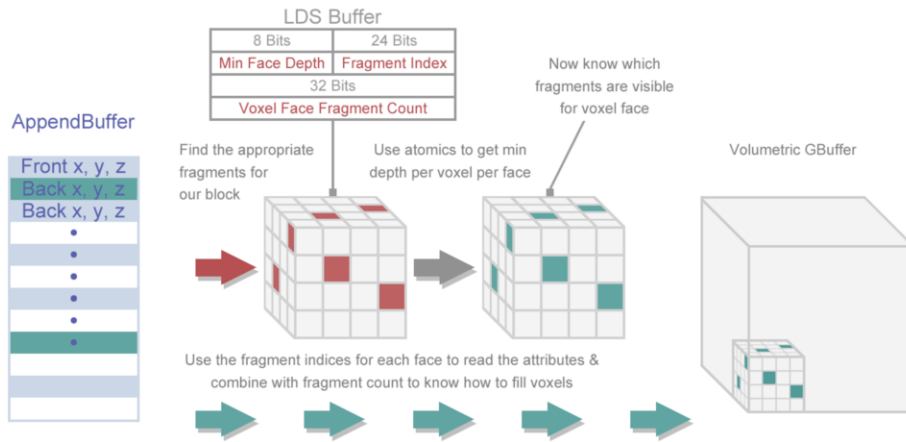 LDS Buffer
8 Bits
24 Bits
Min Face Depth
Fragment Index
32 Bits
Voxel Face Fragment Count
AppendBuffer
Front x, y, z
Back x, y, z
Back x, y, z
Find the appropriate
fragments for
our block
Use atomics to get min
depth per voxel per face
Now know which
fragments are visible
for voxel face
Volumetric GBuffer
Use the fragment indices for each face to read the attributes &
combine with fragment count to know how to fill voxels